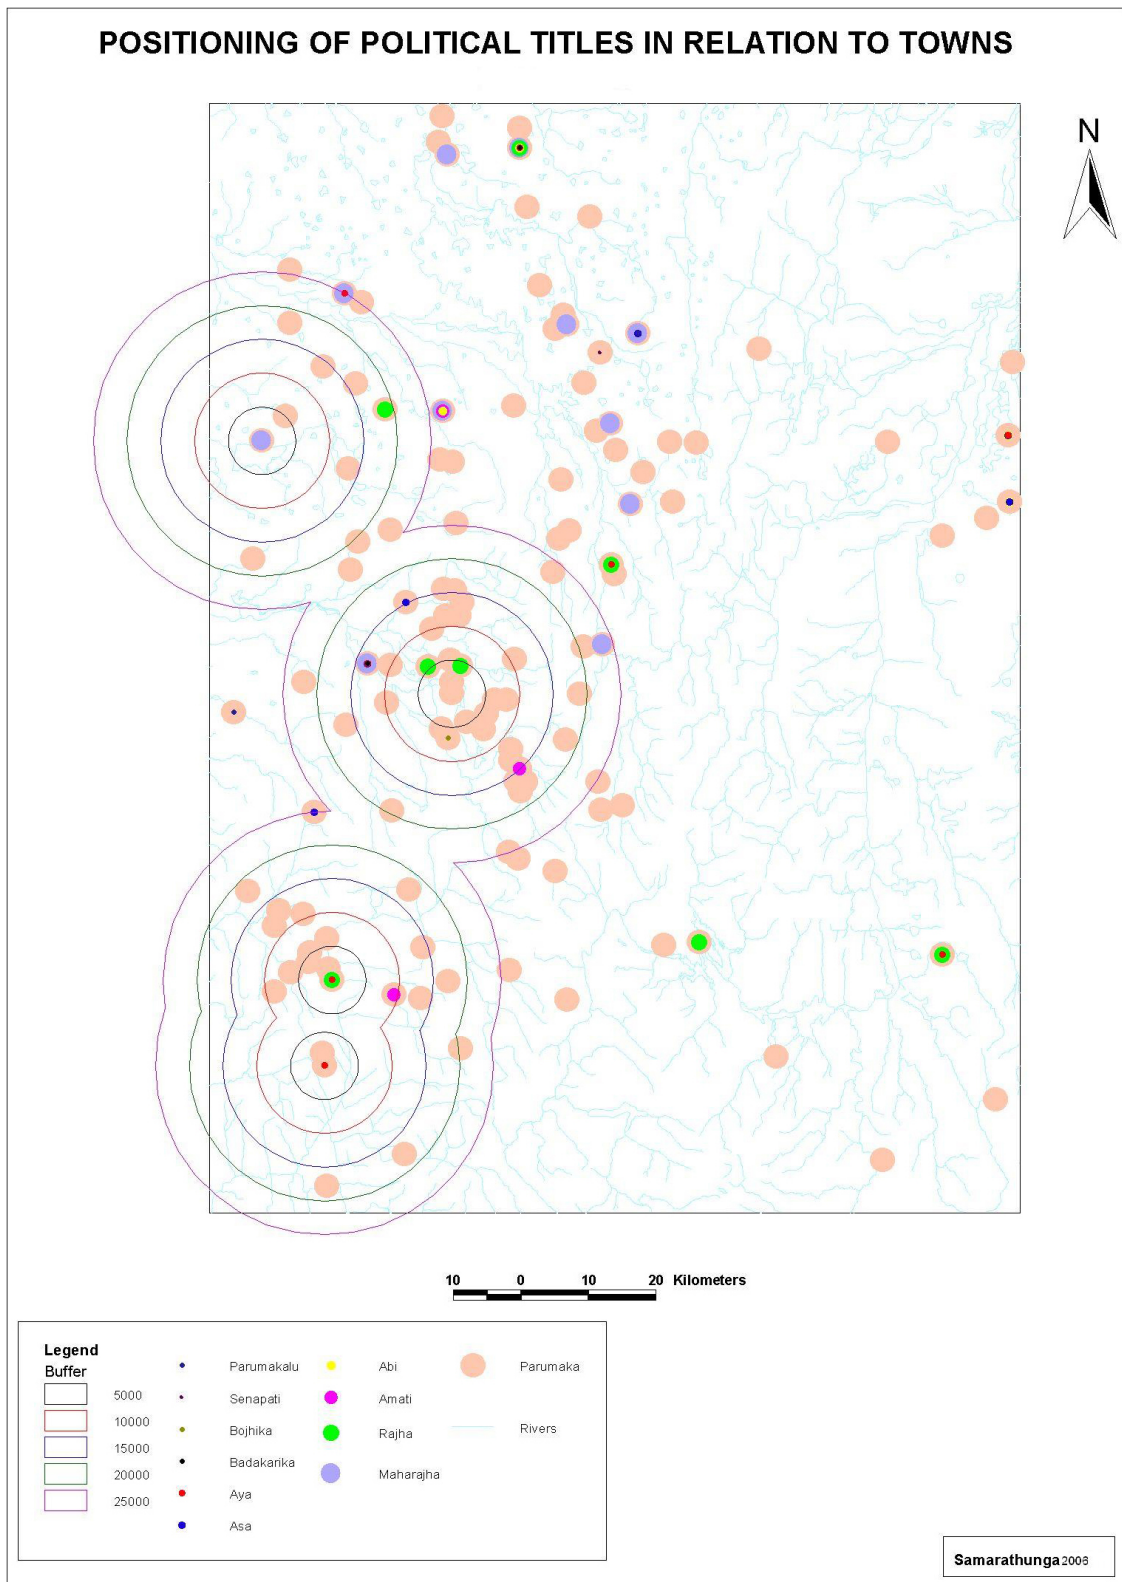 POSITIONING OF POLITICAL TITLES IN RELATION TO TOWNS
N
10 0 10 20 Kilometers
Legend
Buffer
5000
10000
15000
20000
25000
Parumakalu
Senapati
Bojhika
Badakarika
Aya
Asa
Abi
Amati
Rajha
Maharajha
Parumaka
Rivers
Samarathunga 2006